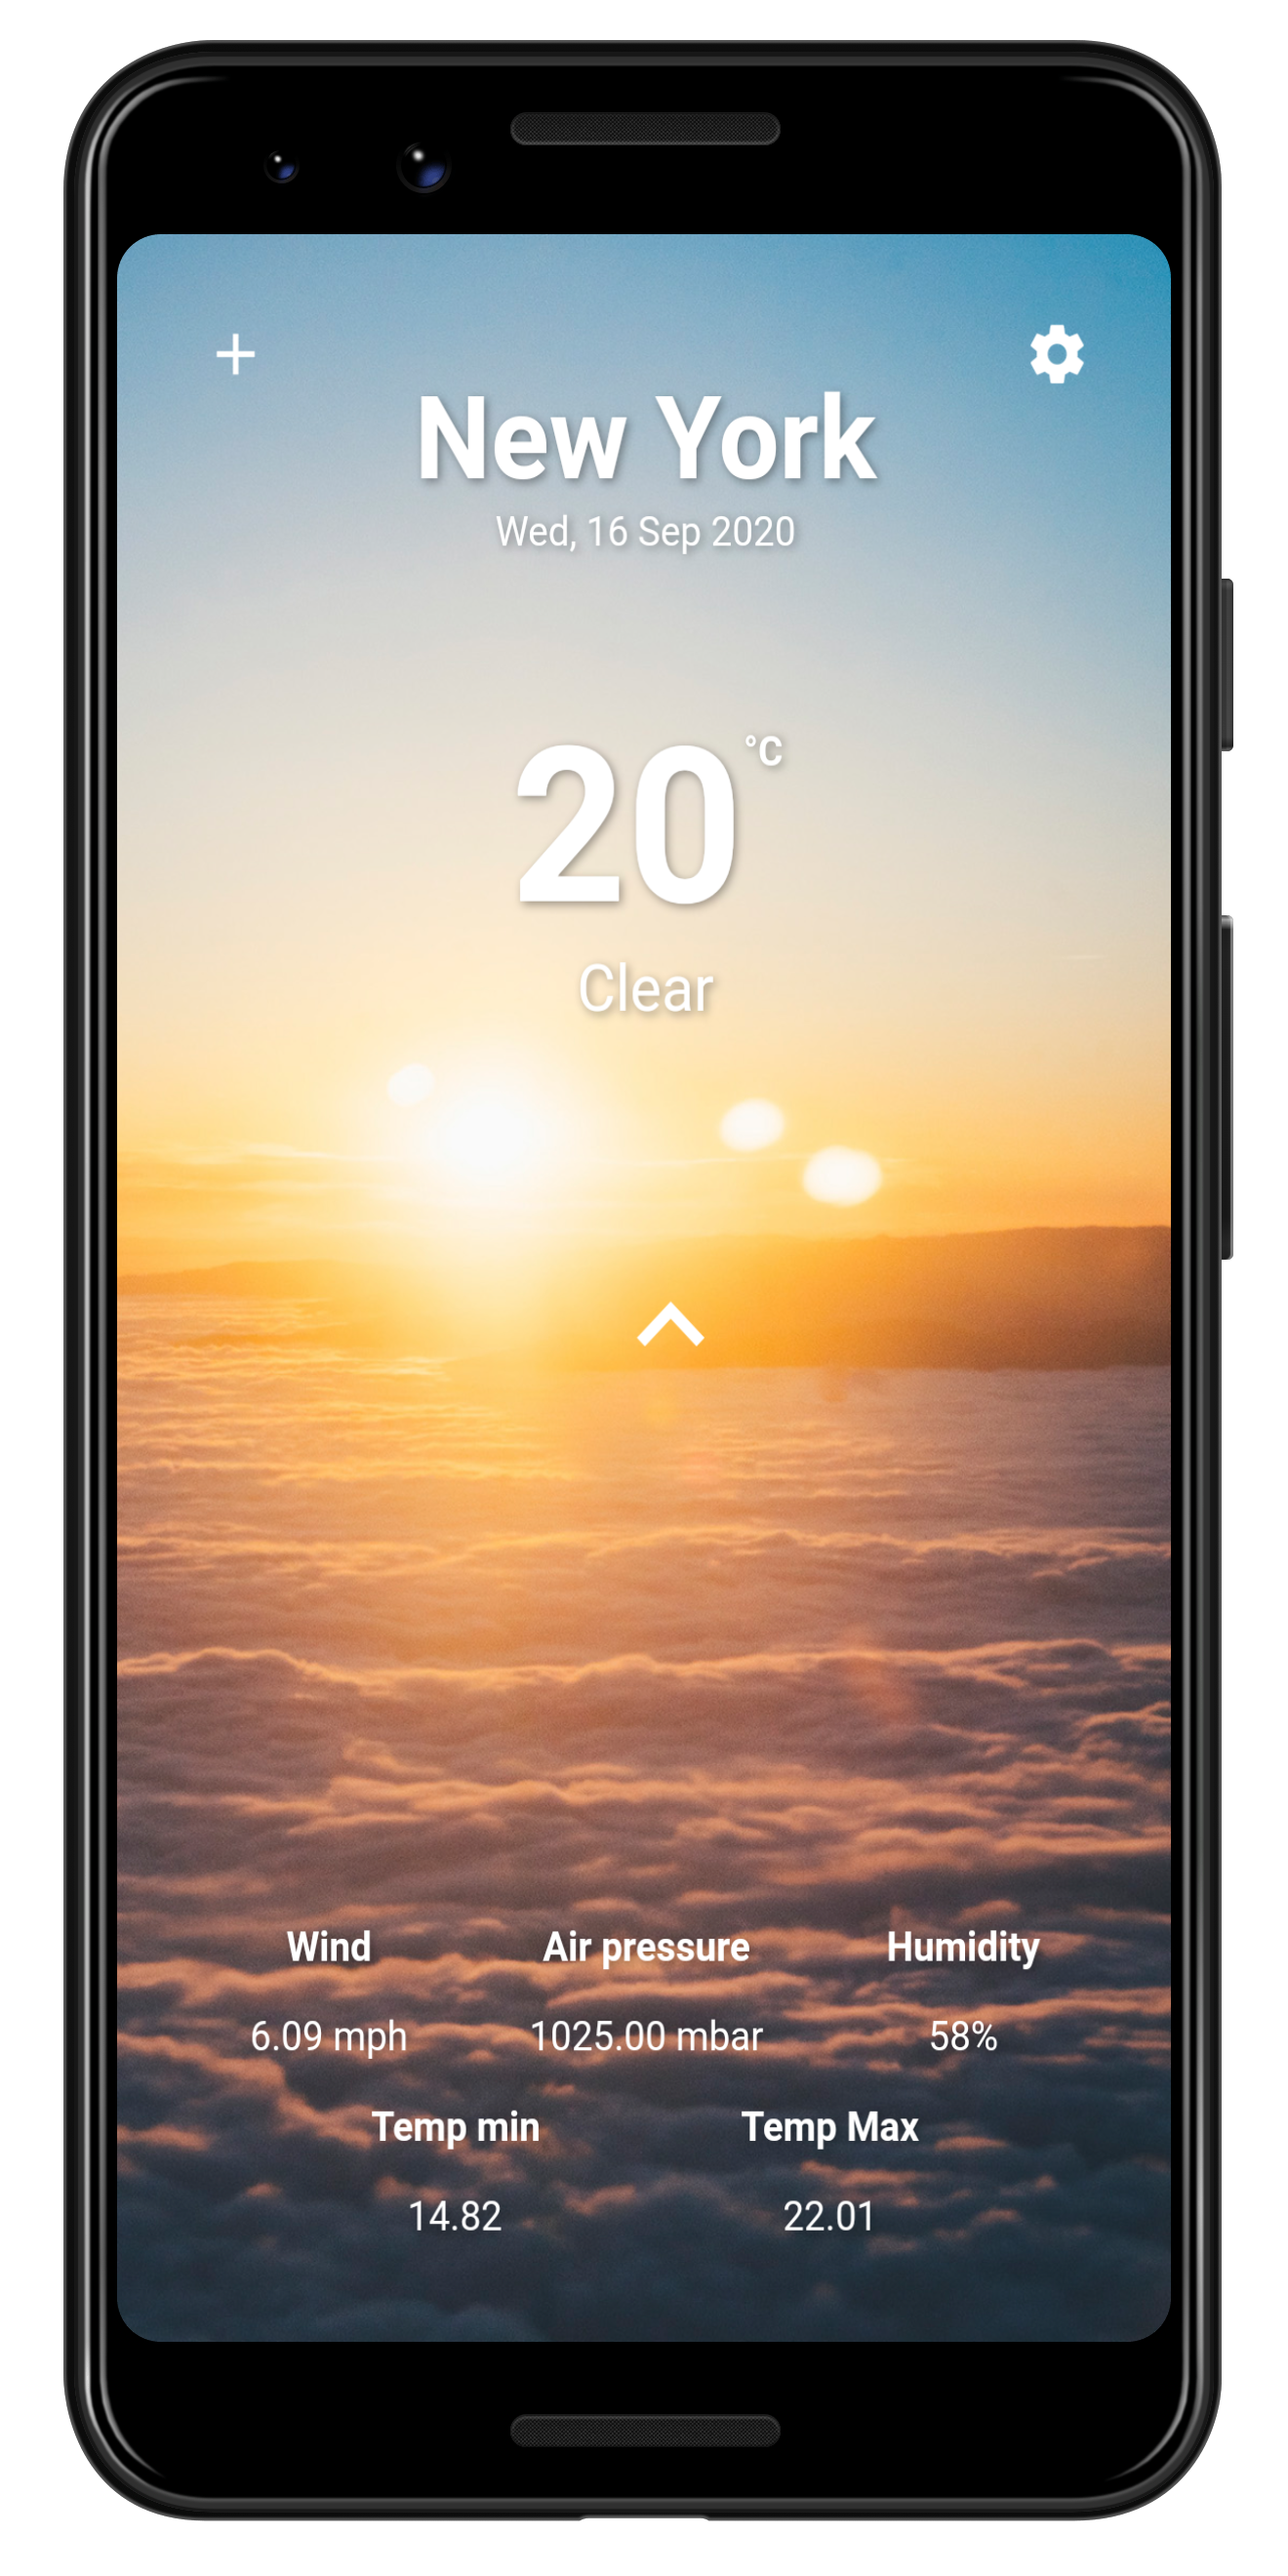 New York
Wed, 16 Sep 2020
20 °C
Clear
Wind Air pressure Humidity
6.09 mph 1025.00 mbar 58%
Temp min Temp Max
14.82 22.01